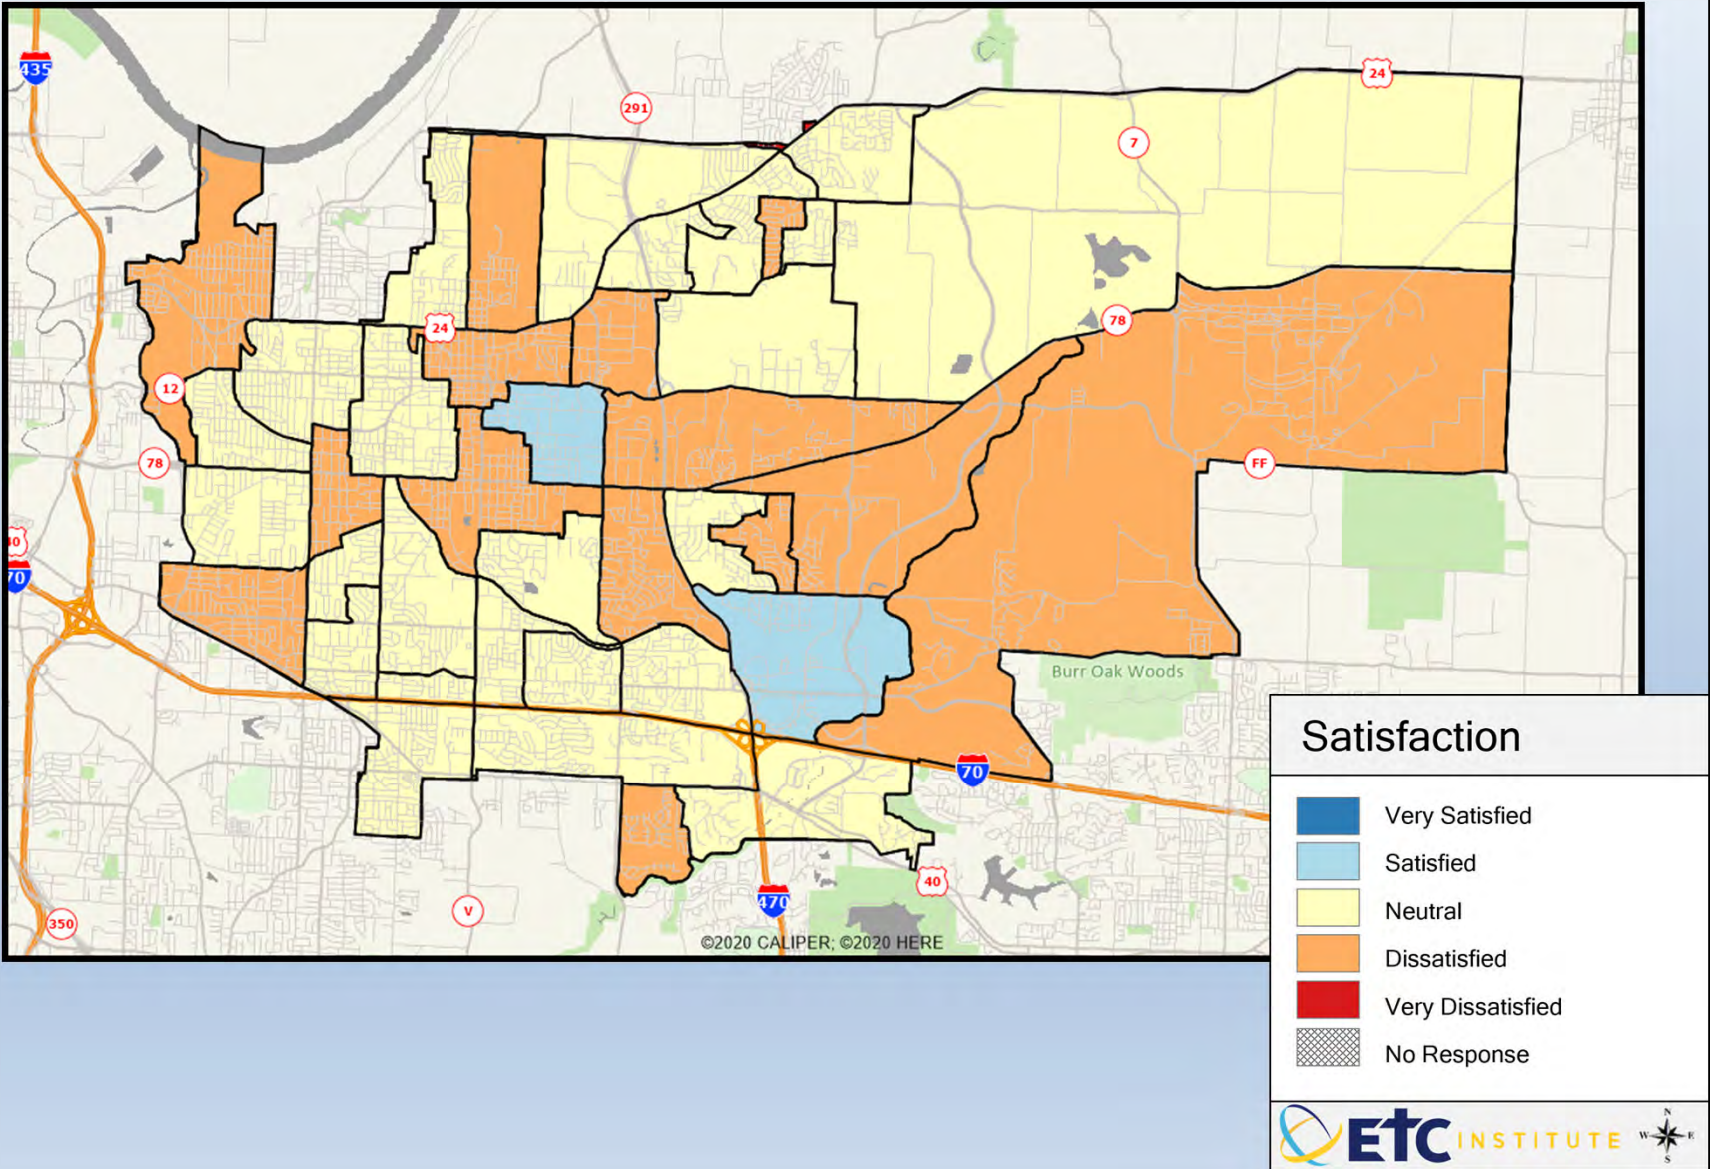 24
435
291
7
24
78
12
78
FF
40
70
Burr Oak Woods
70
40
470
V
350
©2020 CALIPER; ©2020 HERE
Satisfaction
Very Satisfied
Satisfied
Neutral
Dissatisfied
Very Dissatisfied
No Response
ETC INSTITUTE
N
W E
S